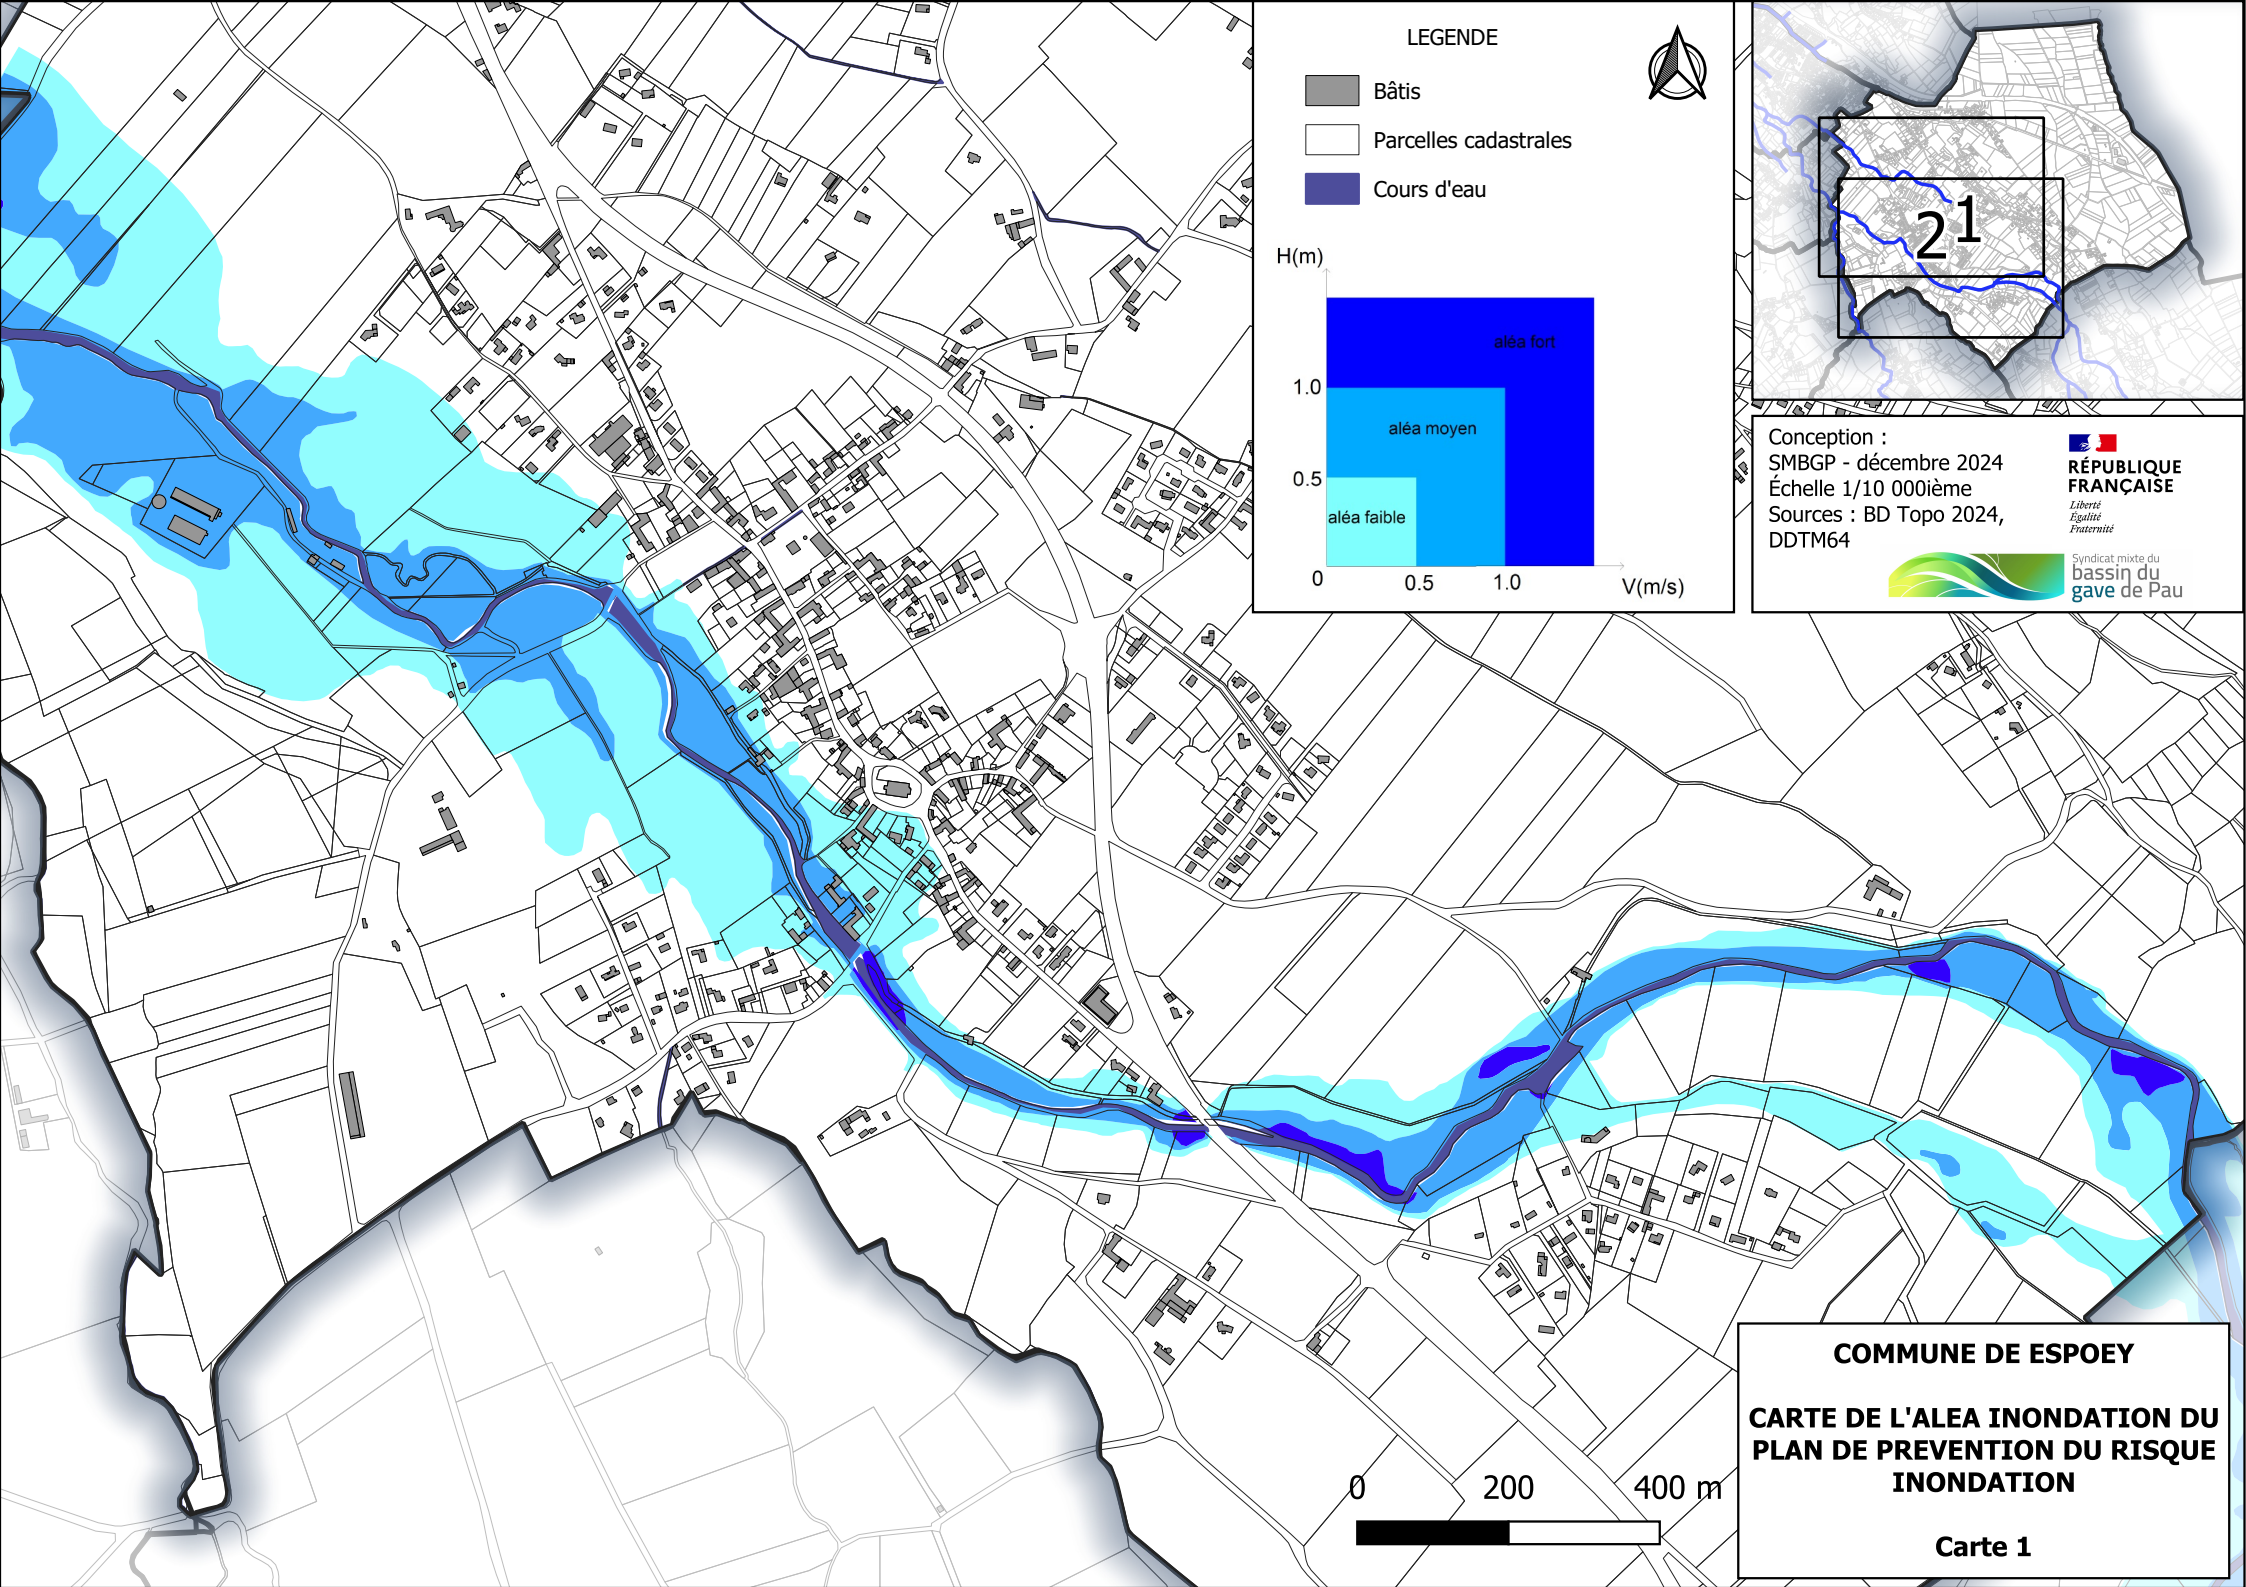 LEGENDE
Bâtis
Parcelles cadastrales
Cours d'eau
H(m)
aléa fort
1.0
aléa moyen
0.5
aléa faible
0
0.5
1.0
V(m/s)
2
1
Conception :
SMBGP - décembre 2024
Échelle 1/10 000ième
Sources : BD Topo 2024,
DDTM64
RÉPUBLIQUE
FRANÇAISE
Liberté
Égalité
Fraternité
Syndicat mixte du
bassin du
gave de Pau
0
200
400 m
COMMUNE DE ESPOEY
CARTE DE L'ALEA INONDATION DU
PLAN DE PREVENTION DU RISQUE
INONDATION
Carte 1